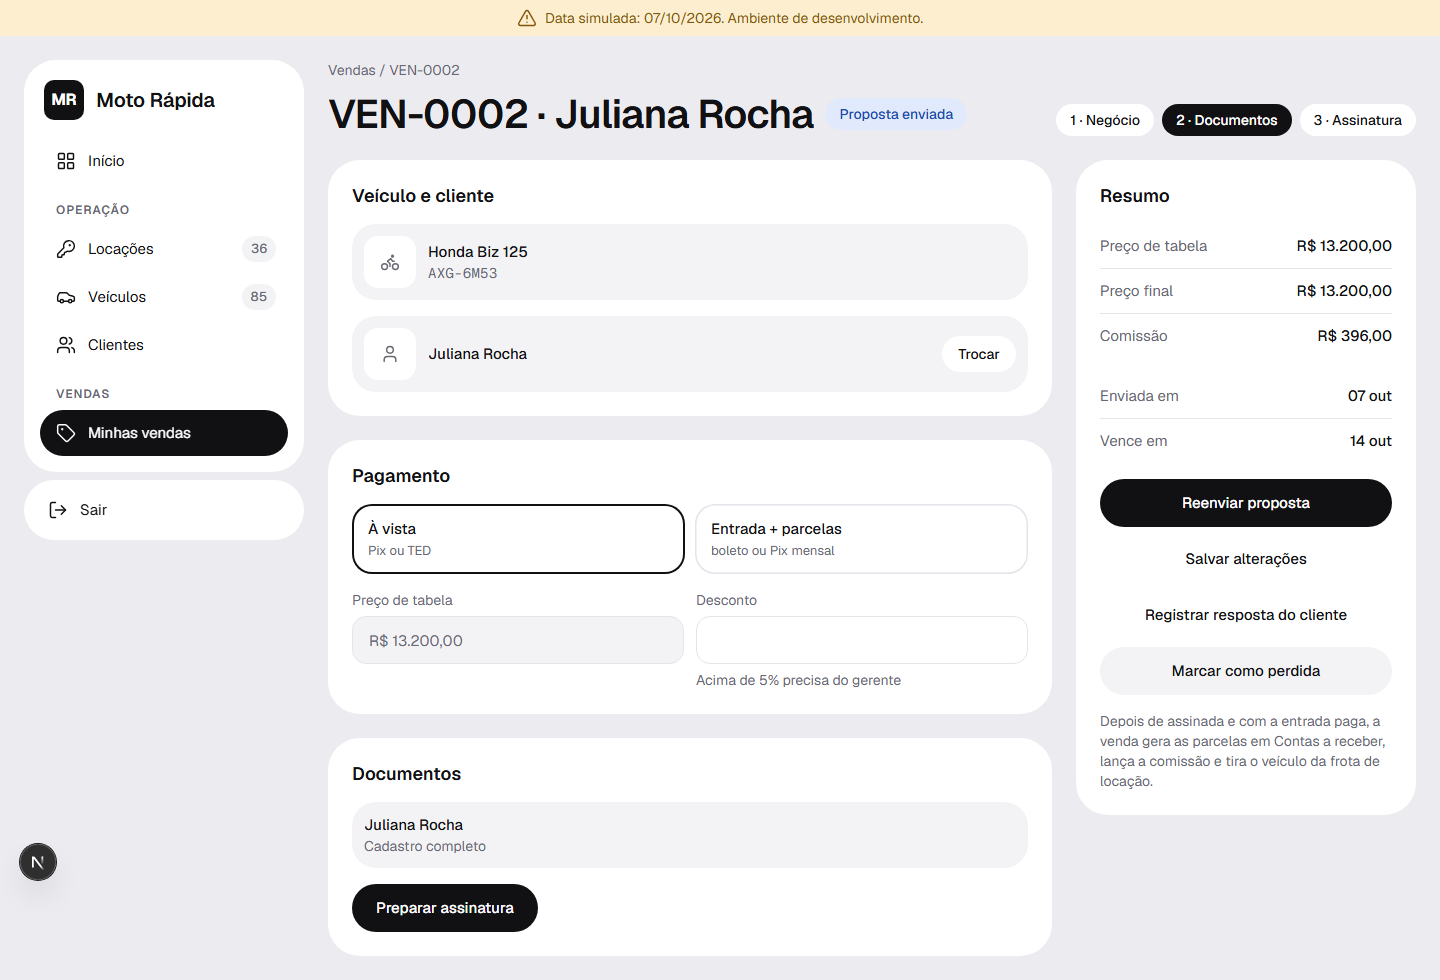 Data simulada: 07/10/2026. Ambiente de desenvolvimento.
MR Moto Rápida
Início
OPERAÇÃO
Locações 36
Veículos 85
Clientes
VENDAS
Minhas vendas
Sair
N
Vendas / VEN-0002
VEN-0002 · Juliana Rocha Proposta enviada
1 · Negócio 2 · Documentos 3 · Assinatura
Veículo e cliente
Honda Biz 125
AXG-6M53
Juliana Rocha Trocar
Pagamento
À vista
Pix ou TED
Entrada + parcelas
boleto ou Pix mensal
Preço de tabela
R$ 13.200,00
Desconto
Acima de 5% precisa do gerente
Documentos
Juliana Rocha
Cadastro completo
Preparar assinatura
Resumo
Preço de tabela R$ 13.200,00
Preço final R$ 13.200,00
Comissão R$ 396,00
Enviada em 07 out
Vence em 14 out
Reenviar proposta
Salvar alterações
Registrar resposta do cliente
Marcar como perdida
Depois de assinada e com a entrada paga, a
venda gera as parcelas em Contas a receber,
lança a comissão e tira o veículo da frota de
locação.